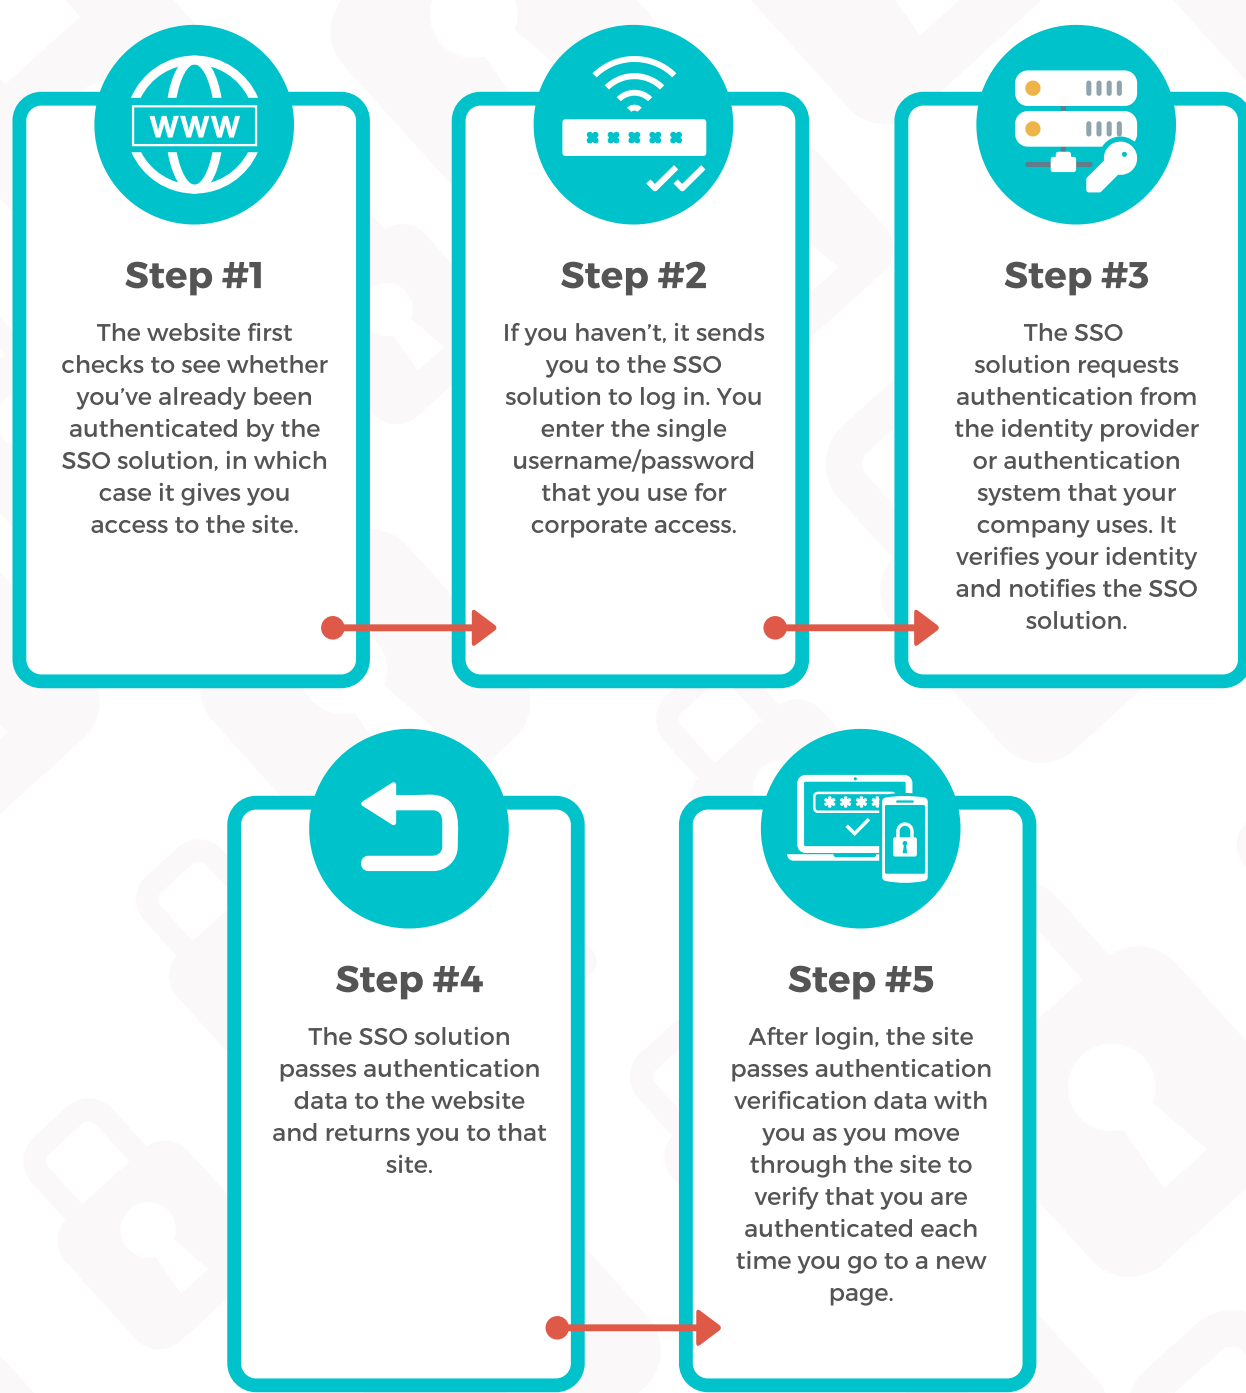 WWW
Step #1
The website first
checks to see whether
you’ve already been
authenticated by the
SSO solution, in which
case it gives you
access to the site.
Step #2
If you haven’t, it sends
you to the SSO
solution to log in. You
enter the single
username/password
that you use for
corporate access.
Step #3
The SSO
solution requests
authentication from
the identity provider
or authentication
system that your
company uses. It
verifies your identity
and notifies the SSO
solution.
Step #4
The SSO solution
passes authentication
data to the website
and returns you to that
site.
Step #5
After login, the site
passes authentication
verification data with
you as you move
through the site to
verify that you are
authenticated each
time you go to a new
page.